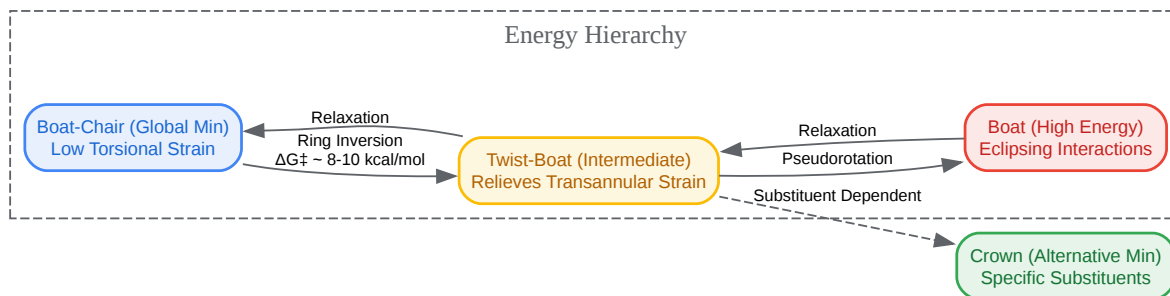 Energy Hierarchy
Boat-Chair (Global Min)
Low Torsional Strain
Relaxation
Ring Inversion
ΔG‡ ~ 8-10 kcal/mol
Twist-Boat (Intermediate)
Relieves Transannular Strain
Relaxation
Pseudorotation
Boat (High Energy)
Eclipsing Interactions
Substituent Dependent
Crown (Alternative Min)
Specific Substituents